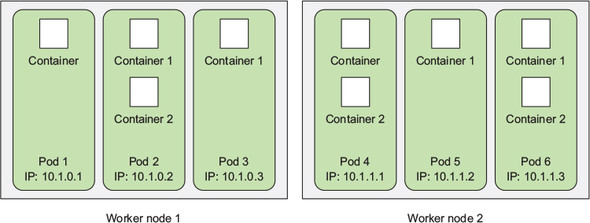 Container
Container 1
Container 1
Container 2
Pod 1
IP: 10.1.0.1
Pod 2
IP: 10.1.0.2
Pod 3
IP: 10.1.0.3
Worker node 1
Container
Container 1
Container 1
Container 2
Container 2
Pod 4
IP: 10.1.1.1
Pod 5
IP: 10.1.1.2
Pod 6
IP: 10.1.1.3
Worker node 2